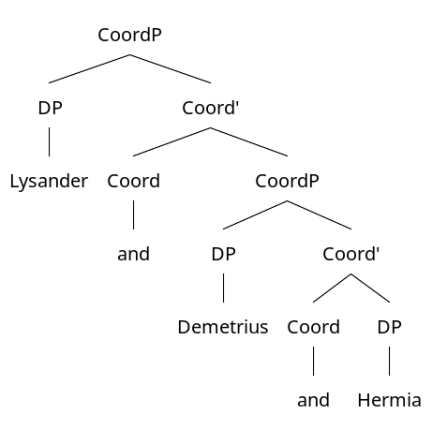 CoordP
DP Coord'
Lysander Coord CoordP
and DP Coord'
Demetrius Coord DP
and Hermia